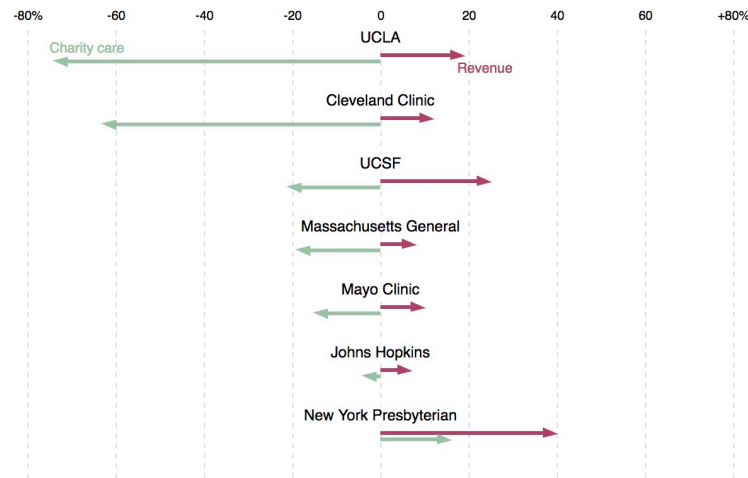 -80% -60 -40 -20 0 20 40 60 +80%
UCLA
Charity care
Revenue
Cleveland Clinic
UCSF
Massachusetts General
Mayo Clinic
Johns Hopkins
New York Presbyterian